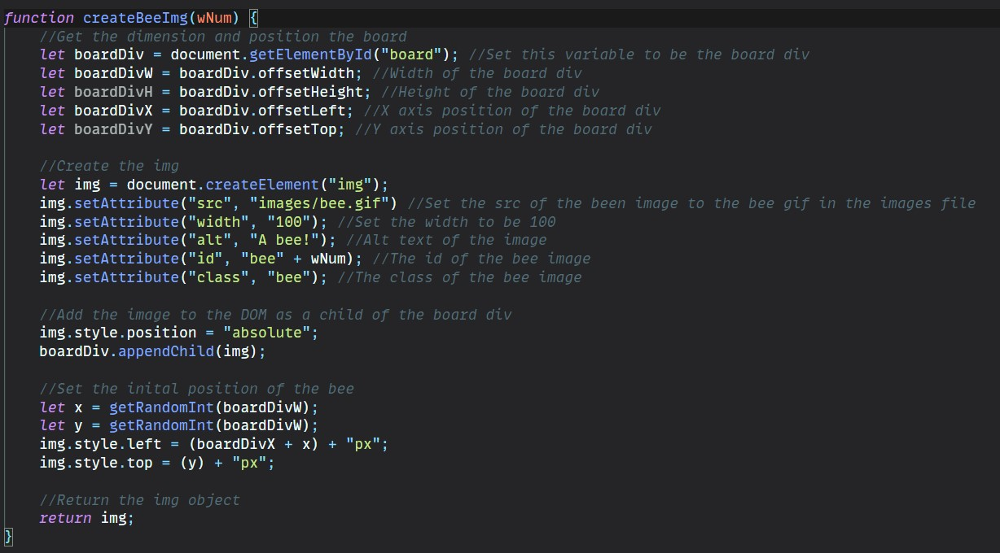 function createBeeImg(wNum) {
    //Get the dimension and position the board
    let boardDiv = document.getElementById("board"); //Set this variable to be the board div
    let boardDivW = boardDiv.offsetWidth; //Width of the board div
    let boardDivH = boardDiv.offsetHeight; //Height of the board div
    let boardDivX = boardDiv.offsetLeft; //X axis position of the board div
    let boardDivY = boardDiv.offsetTop; //Y axis position of the board div

    //Create the img
    let img = document.createElement("img");
    img.setAttribute("src", "images/bee.gif") //Set the src of the been image to the bee gif in the images file
    img.setAttribute("width", "100"); //Set the width to be 100
    img.setAttribute("alt", "A bee!"); //Alt text of the image
    img.setAttribute("id", "bee" + wNum); //The id of the bee image
    img.setAttribute("class", "bee"); //The class of the bee image

    //Add the image to the DOM as a child of the board div
    img.style.position = "absolute";
    boardDiv.appendChild(img);

    //Set the inital position of the bee
    let x = getRandomInt(boardDivW);
    let y = getRandomInt(boardDivW);
    img.style.left = (boardDivX + x) + "px";
    img.style.top = (y) + "px";

    //Return the img object
    return img;
}